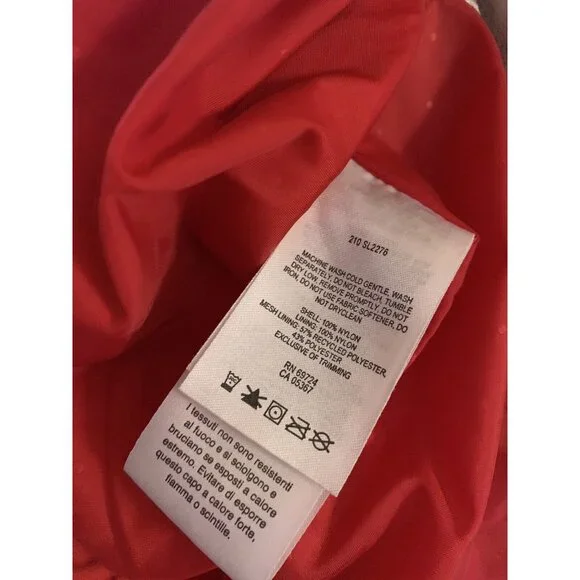 210 SL2276
MACHINE WASH COLD GENTLE. WASH
SEPARATELY. DO NOT BLEACH. TUMBLE
DRY LOW. REMOVE PROMPTLY. DO NOT
IRON, DO NOT USE FABRIC SOFTENER. DO
NOT DRYCLEAN
SHELL: 100% NYLON
LINING: 100% NYLON
MESH LINING: 57% RECYCLED POLYESTER,
43% POLYESTER
EXCLUSIVE OF TRIMMING
RN 69724
CA 05367
I tessuti non sono resistenti
al fuoco e si sciolgono e
bruciano se esposti a calore
estremo. Evitare di esporre
questo capo a calore forte,
fiamma o scintille.